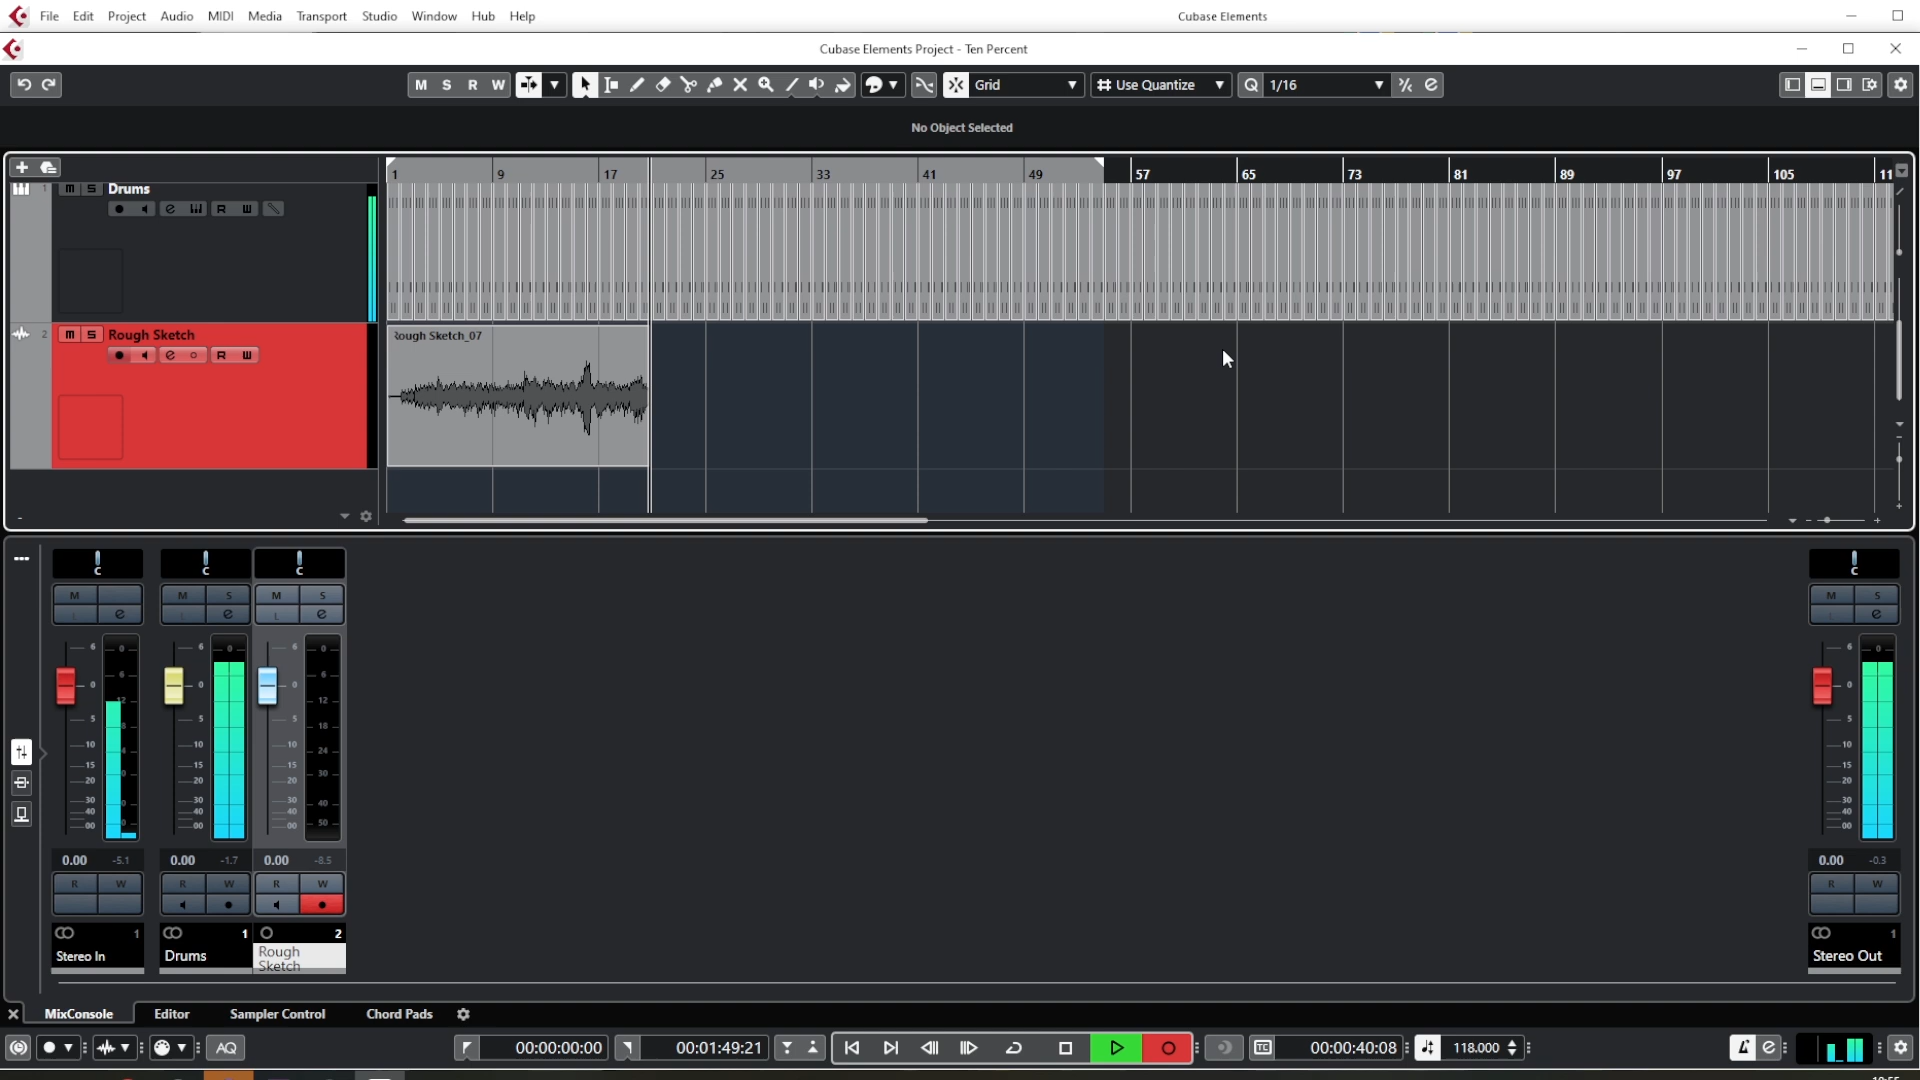 File Edit Project Audio MIDI Media Transport Studio Window Hub Help
Cubase Elements
Cubase Elements Project - Ten Percent
M S R W
Grid
Use Quantize
Q 1/16
No Object Selected
1 9 17 25 33 41 49 57 65 73 81 89 97 105 11
1 m S Drums
e R W
2 m S Rough Sketch
e R W
Rough Sketch_07
C C C C
M M S M S M S
L e L e L e e
6 0 5 10 15 20 30 40 00
0 6 12 18 24 30 40 50
0.00 -5.1 0.00 -1.7 0.00 -8.5 0.00 -0.3
R W R W R W R W
1 1 2 1
Stereo In
Drums
Rough
Sketch
Stereo Out
MixConsole Editor Sampler Control Chord Pads
AQ
00:00:00:00
00:01:49:21
TC 00:00:40:08
118.000